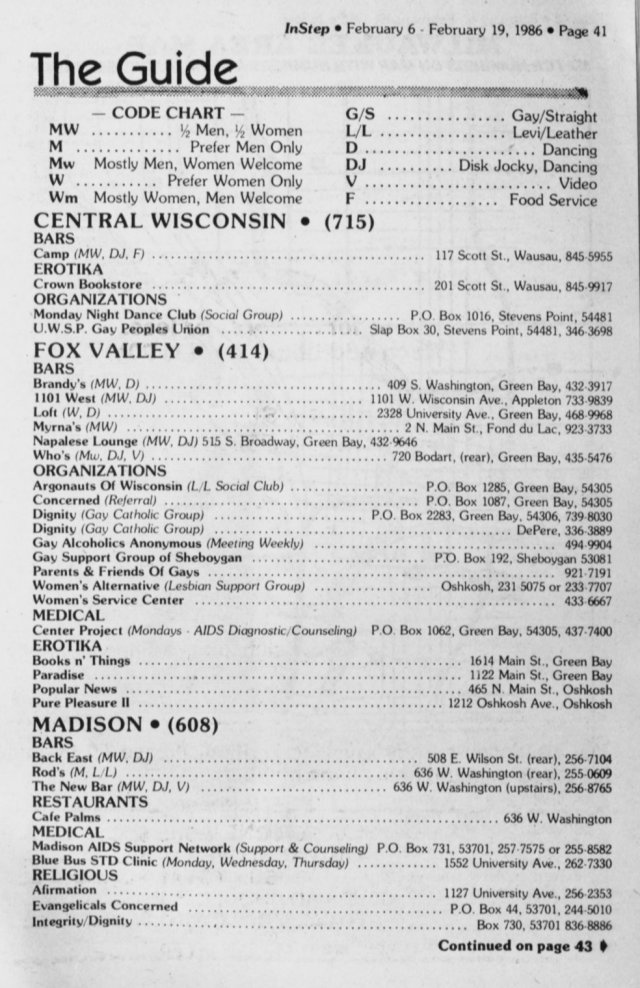 InStep • February 6 - February 19, 1986 • Page 41
The Guide
— CODE CHART —
MW ........... ½ Men, ½ Women
M .............. Prefer Men Only
Mw Mostly Men, Women Welcome
W ........... Prefer Women Only
Wm Mostly Women, Men Welcome
G/S ................ Gay/Straight
L/L ................ Levi/Leather
D ........................ Dancing
DJ ........... Disk Jocky, Dancing
V .......................... Video
F .................. Food Service
CENTRAL WISCONSIN • (715)
BARS
Camp (MW, DJ, F) ........................................ 117 Scott St., Wausau, 845-5955
EROTIKA
Crown Bookstore ........................................ 201 Scott St., Wausau, 845-9917
ORGANIZATIONS
Monday Night Dance Club (Social Group) ................ P.O. Box 1016, Stevens Point, 54481
U.W.S.P. Gay Peoples Union .................. Slap Box 30, Stevens Point, 54481, 346-3698
FOX VALLEY • (414)
BARS
Brandy's (MW, D) .................................. 409 S. Washington, Green Bay, 432-3917
1101 West (MW, DJ) .............................. 1101 W. Wisconsin Ave., Appleton 733-9839
Loft (W, D) ...................................... 2328 University Ave., Green Bay, 468-9968
Myrna's (MW) ........................................ 2 N. Main St., Fond du Lac, 923-3733
Napalese Lounge (MW, DJ) 515 S. Broadway, Green Bay, 432-9646
Who's (Mw, DJ, V) .................................. 720 Bodart, (rear), Green Bay, 435-5476
ORGANIZATIONS
Argonauts Of Wisconsin (L/L Social Club) ................ P.O. Box 1285, Green Bay, 54305
Concerned (Referral) .................................. P.O. Box 1087, Green Bay, 54305
Dignity (Gay Catholic Group) ...................... P.O. Box 2283, Green Bay, 54306, 739-8030
Dignity (Gay Catholic Group) ........................................ DePere, 336-3889
Gay Alcoholics Anonymous (Meeting Weekly) .................................. 494-9904
Gay Support Group of Sheboygan ........................ P.O. Box 192, Sheboygan 53081
Parents & Friends Of Gays .............................................. 921-7191
Women's Alternative (Lesbian Support Group) .................. Oshkosh, 231 5075 or 233-7707
Women's Service Center .................................................. 433-6667
MEDICAL
Center Project (Mondays - AIDS Diagnostic/Counseling) P.O. Box 1062, Green Bay, 54305, 437-7400
EROTIKA
Books n' Things ............................................ 1614 Main St., Green Bay
Paradise .................................................. 1122 Main St., Green Bay
Popular News .............................................. 465 N. Main St., Oshkosh
Pure Pleasure II .......................................... 1212 Oshkosh Ave., Oshkosh
MADISON • (608)
BARS
Back East (MW, DJ) ................................ 508 E. Wilson St. (rear), 256-7104
Rod's (M, L/L) .................................. 636 W. Washington (rear), 255-0609
The New Bar (MW, DJ, V) ........................ 636 W. Washington (upstairs), 256-8765
RESTAURANTS
Cafe Palms .................................................. 636 W. Washington
MEDICAL
Madison AIDS Support Network (Support & Counseling) P.O. Box 731, 53701, 257-7575 or 255-8582
Blue Bus STD Clinic (Monday, Wednesday, Thursday) ............ 1552 University Ave., 262-7330
RELIGIOUS
Afirmation .............................................. 1127 University Ave., 256-2353
Evangelicals Concerned .................................. P.O. Box 44, 53701, 244-5010
Integrity/Dignity ............................................ Box 730, 53701 836-8886
Continued on page 43